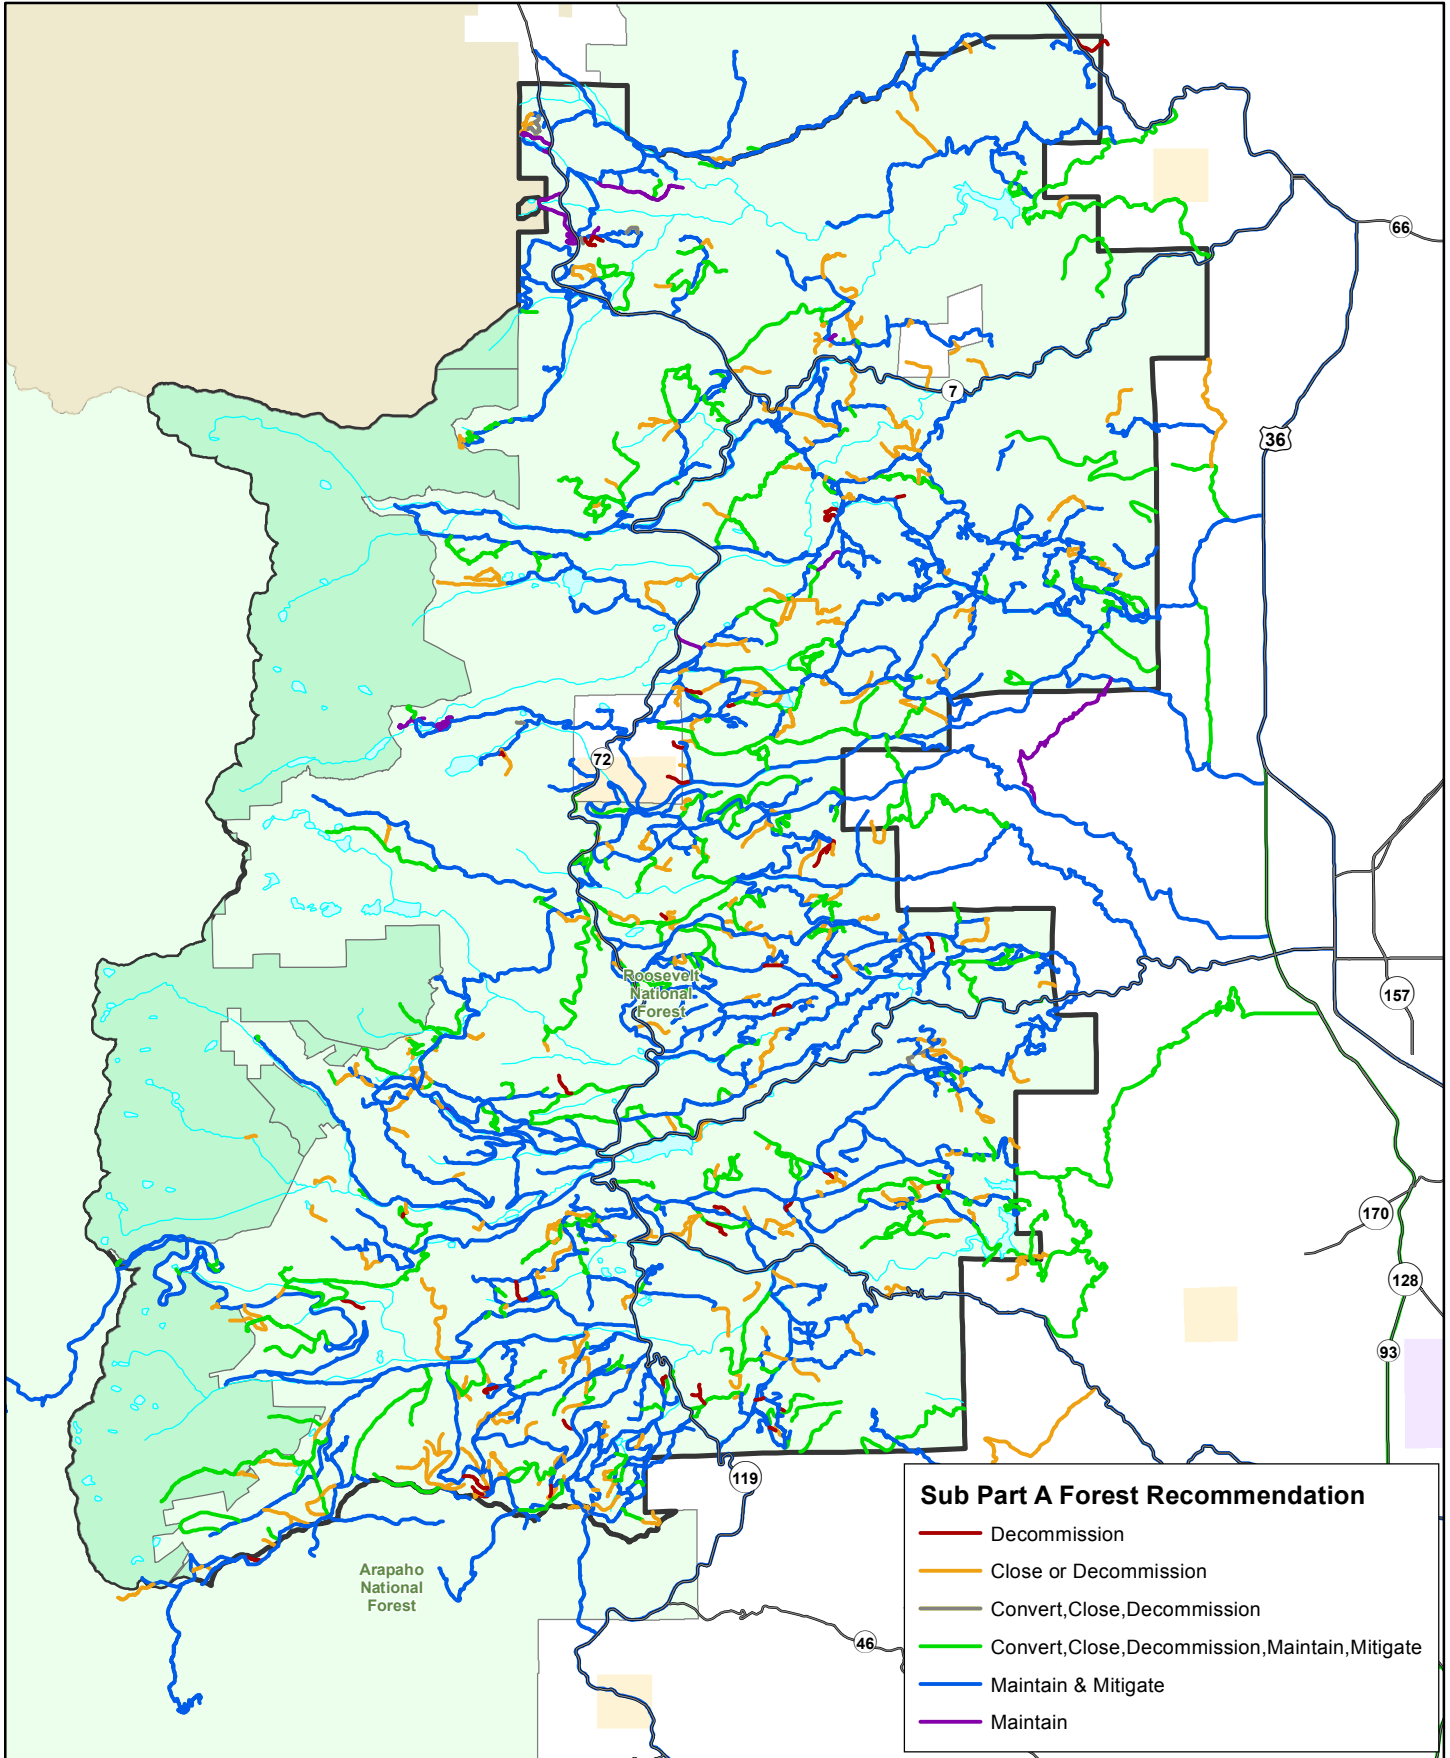 66
7
36
72
Roosevelt
National
Forest
157
170
128
93
119
Arapaho
National
Forest
46
Sub Part A Forest Recommendation
Decommission
Close or Decommission
Convert,Close,Decommission
Convert,Close,Decommission,Maintain,Mitigate
Maintain & Mitigate
Maintain